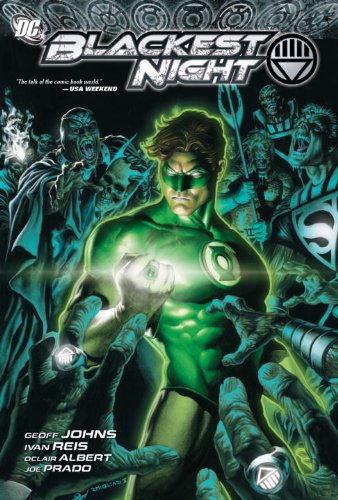 DC
BLACKEST
NIGHT
"The talk of the comic book world."
—USA WEEKEND
GEOFF JOHNS
IVAN REIS
OCLAIR ALBERT
JOE PRADO